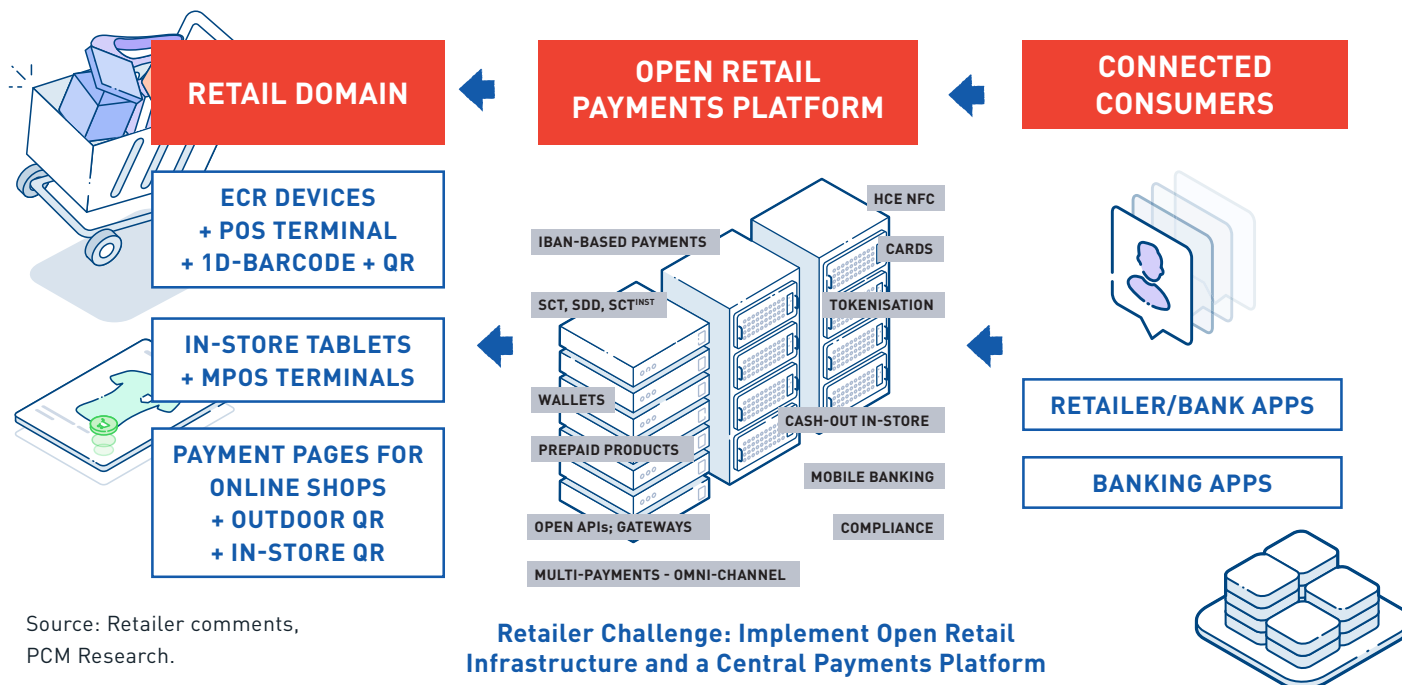 RETAIL DOMAIN
OPEN RETAIL
PAYMENTS PLATFORM
CONNECTED
CONSUMERS
ECR DEVICES
+ POS TERMINAL
+ 1D-BARCODE + QR
IN-STORE TABLETS
+ MPOS TERMINALS
PAYMENT PAGES FOR
ONLINE SHOPS
+ OUTDOOR QR
+ IN-STORE QR
IBAN-BASED PAYMENTS
SCT, SDD, SCTᴵᴺˢᵀ
WALLETS
PREPAID PRODUCTS
OPEN APIs; GATEWAYS
MULTI-PAYMENTS - OMNI-CHANNEL
HCE NFC
CARDS
TOKENISATION
CASH-OUT IN-STORE
MOBILE BANKING
COMPLIANCE
RETAILER/BANK APPS
BANKING APPS
Source: Retailer comments,
PCM Research.
Retailer Challenge: Implement Open Retail
Infrastructure and a Central Payments Platform